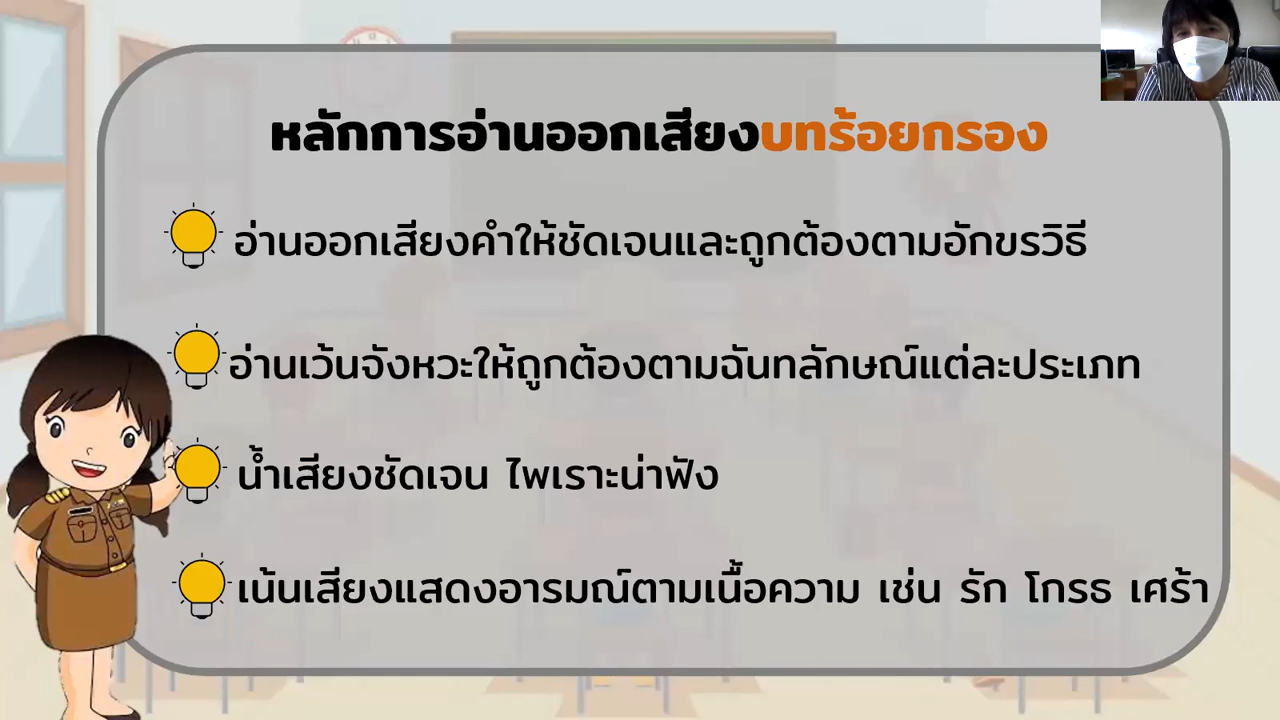 หลักการอ่านออกเสียงบทร้อยกรอง
อ่านออกเสียงคำให้ชัดเจนและถูกต้องตามอักขรวิธี
อ่านเว้นจังหวะให้ถูกต้องตามฉันทลักษณ์แต่ละประเภท
น้ำเสียงชัดเจน ไพเราะน่าฟัง
เน้นเสียงแสดงอารมณ์ตามเนื้อความ เช่น รัก โกรธ เศร้า